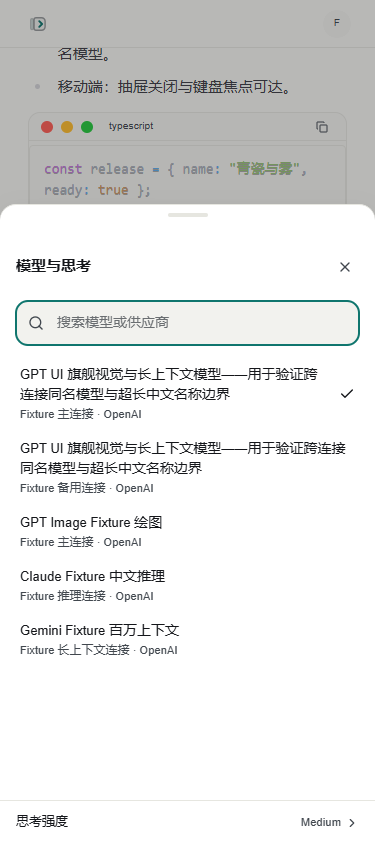 F
名模型。
移动端：抽屉关闭与键盘焦点可达。
typescript
const release = { name: "青瓷与雾",
ready: true };
模型与思考
搜索模型或供应商
GPT UI 旗舰视觉与长上下文模型——用于验证跨
连接同名模型与超长中文名称边界
Fixture 主连接 · OpenAI
GPT UI 旗舰视觉与长上下文模型——用于验证跨连接
同名模型与超长中文名称边界
Fixture 备用连接 · OpenAI
GPT Image Fixture 绘图
Fixture 主连接 · OpenAI
Claude Fixture 中文推理
Fixture 推理连接 · OpenAI
Gemini Fixture 百万上下文
Fixture 长上下文连接 · OpenAI
思考强度
Medium